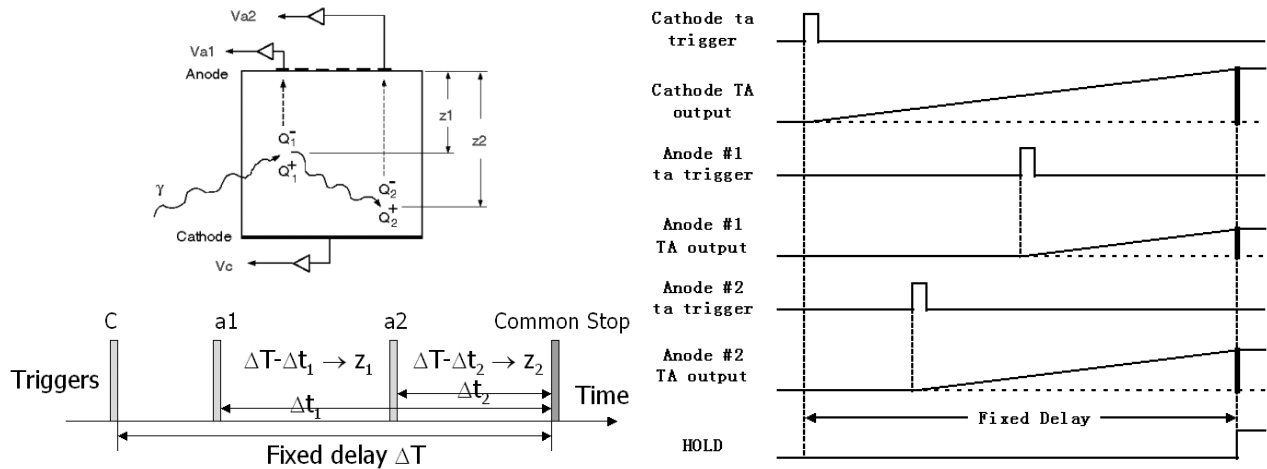 Va2
Va1
Anode
z1
z2
Q₁⁻
Q₁⁺
γ
Q₂⁻
Q₂⁺
Cathode
Vc
C
a1
a2
Common Stop
ΔT-Δt₁ → z₁
ΔT-Δt₂ → z₂
Triggers
Δt₂
Δt₁
Time
Fixed delay ΔT
Cathode ta
trigger
Cathode TA
output
Anode #1
ta trigger
Anode #1
TA output
Anode #2
ta trigger
Anode #2
TA output
Fixed Delay
HOLD